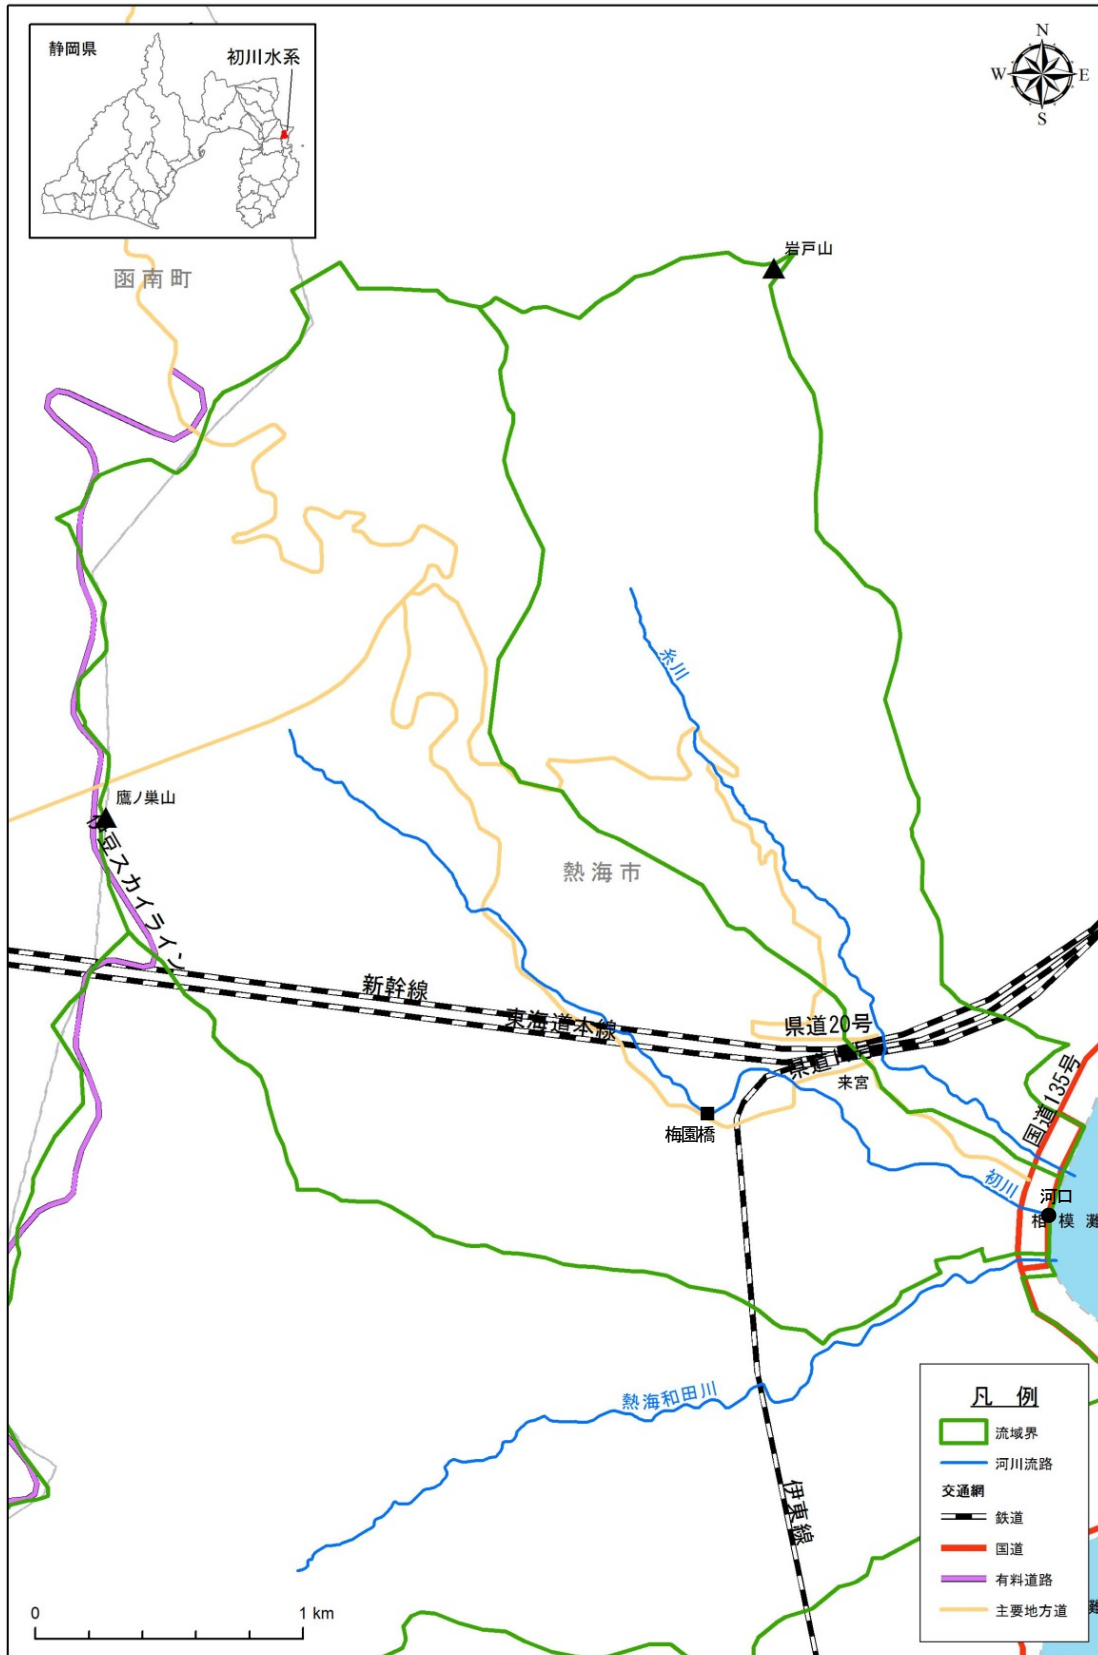 静岡県
初川水系
N
W
E
S
岩戸山
函南町
糸川
鷹ノ巣山
伊豆スカイライン
熱海市
新幹線
東海道本線
県道20号
県道11号
来宮
国道135号
梅園橋
初川
河口
相模灘
熱海和田川
伊東線
凡例
流域界
河川流路
交通網
鉄道
国道
有料道路
主要地方道
0
1 km